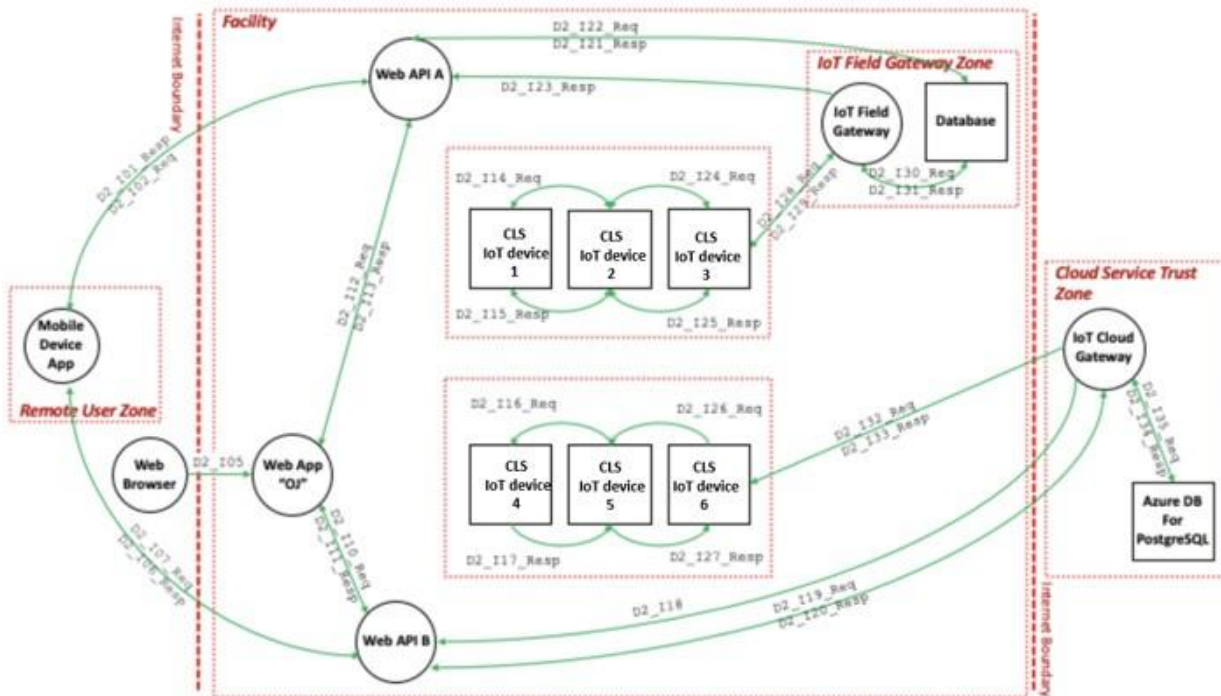 Internet Boundary
Facility
D2_I22_Req
D2_I21_Resp
Web API A
D2_I23_Resp
IoT Field Gateway Zone
IoT Field
Gateway
Database
D2_I30_Req
D2_I31_Resp
D2_I01_Resp
D2_I02_Req
D2_I14_Req
D2_I24_Req
D2_I28_Req
D2_I29_Resp
CLS
IoT device
1
CLS
IoT device
2
CLS
IoT device
3
D2_I12_Req
D2_I13_Resp
D2_I15_Resp
D2_I25_Resp
Cloud Service Trust
Zone
Mobile
Device
App
Remote User Zone
IoT Cloud
Gateway
D2_I16_Req
D2_I26_Req
D2_I32_Req
D2_I33_Resp
D2_I35_Req
D2_I34_Resp
Web
Browser
D2_I05
Web App
"OJ"
CLS
IoT device
4
CLS
IoT device
5
CLS
IoT device
6
Azure DB
For
PostgreSQL
D2_I17_Resp
D2_I27_Resp
D2_I10_Req
D2_I11_Resp
D2_I07_Req
D2_I06_Resp
D2_I18
D2_I19_Req
D2_I20_Resp
Web API B
Internet Boundary